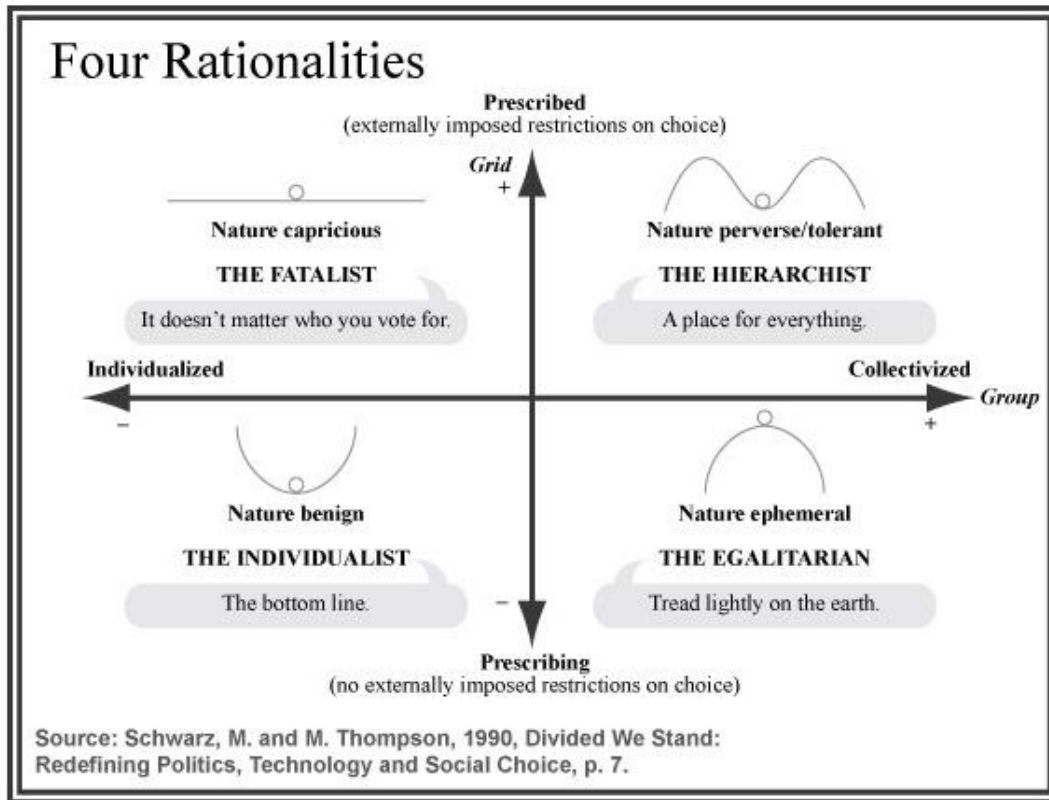 Four Rationalities
Prescribed
(externally imposed restrictions on choice)
Grid
+
Nature capricious
THE FATALIST
It doesn't matter who you vote for.
Nature perverse/tolerant
THE HIERARCHIST
A place for everything.
Individualized
–
Collectivized
Group
+
Nature benign
THE INDIVIDUALIST
The bottom line.
Nature ephemeral
THE EGALITARIAN
Tread lightly on the earth.
–
Prescribing
(no externally imposed restrictions on choice)
Source: Schwarz, M. and M. Thompson, 1990, Divided We Stand:
Redefining Politics, Technology and Social Choice, p. 7.